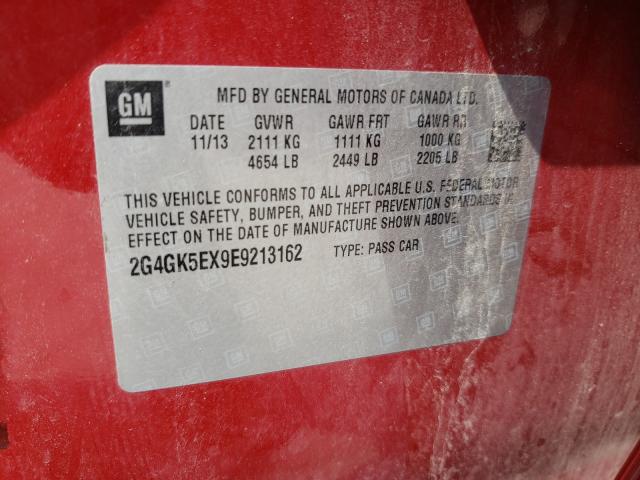 GM
MFD BY GENERAL MOTORS OF CANADA LTD.
DATE GVWR GAWR FRT GAWR RR
11/13 2111 KG 1111 KG 1000 KG
4654 LB 2449 LB 2205 LB
THIS VEHICLE CONFORMS TO ALL APPLICABLE U.S. FEDERAL MOTOR
VEHICLE SAFETY, BUMPER, AND THEFT PREVENTION STANDARDS IN
EFFECT ON THE DATE OF MANUFACTURE SHOWN ABOVE.
2G4GK5EX9E9213162 TYPE: PASS CAR